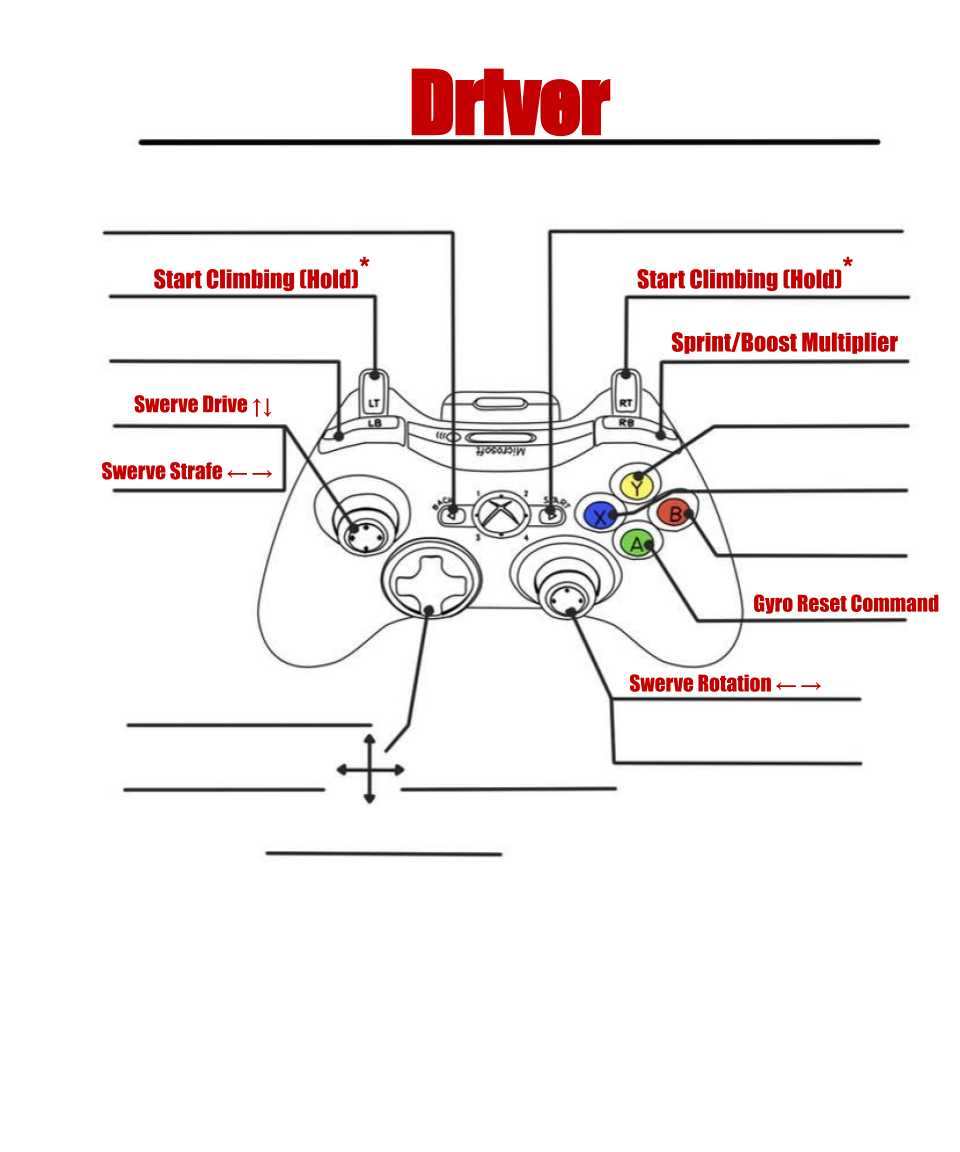 Driver
Start Climbing (Hold)*
Start Climbing (Hold)*
Sprint/Boost Multiplier
LT
RT
LB
RB
Swerve Drive ↑↓
Microsoft
Swerve Strafe ← →
Y
1
2
BACK
START
X
B
3
4
A
Gyro Reset Command
Swerve Rotation ← →